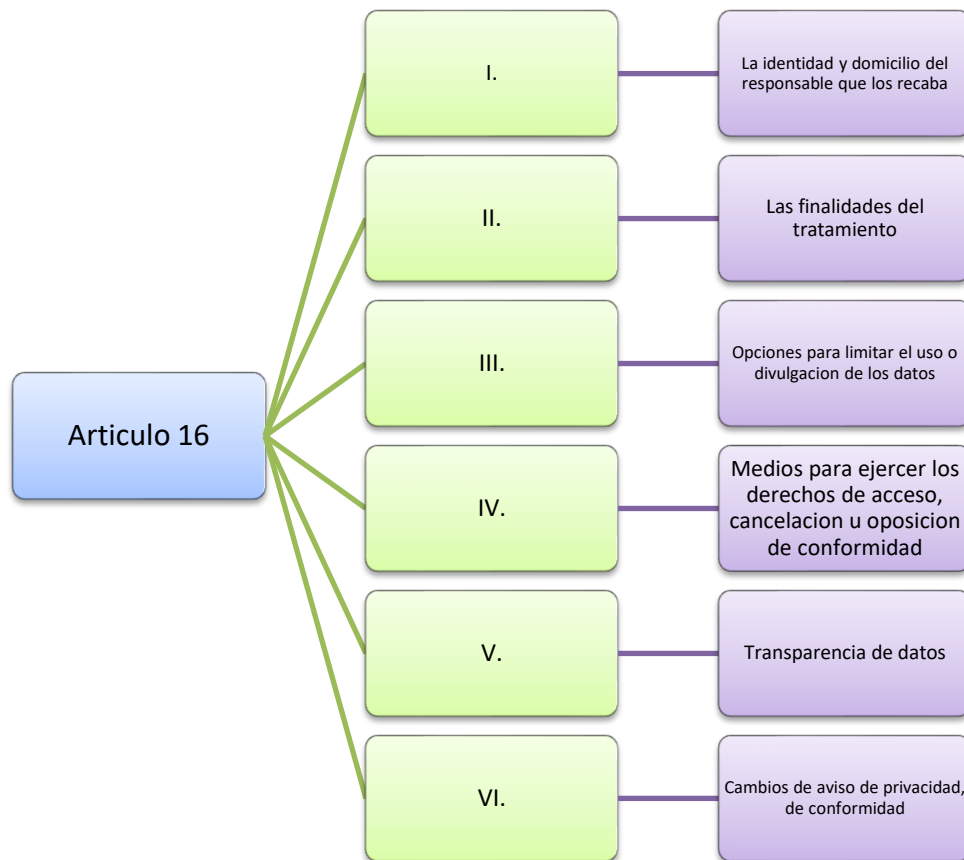 Articulo 16
I.
La identidad y domicilio del
responsable que los recaba
II.
Las finalidades del
tratamiento
III.
Opciones para limitar el uso o
divulgacion de los datos
IV.
Medios para ejercer los
derechos de acceso,
cancelacion u oposicion
de conformidad
V.
Transparencia de datos
VI.
Cambios de aviso de privacidad,
de conformidad